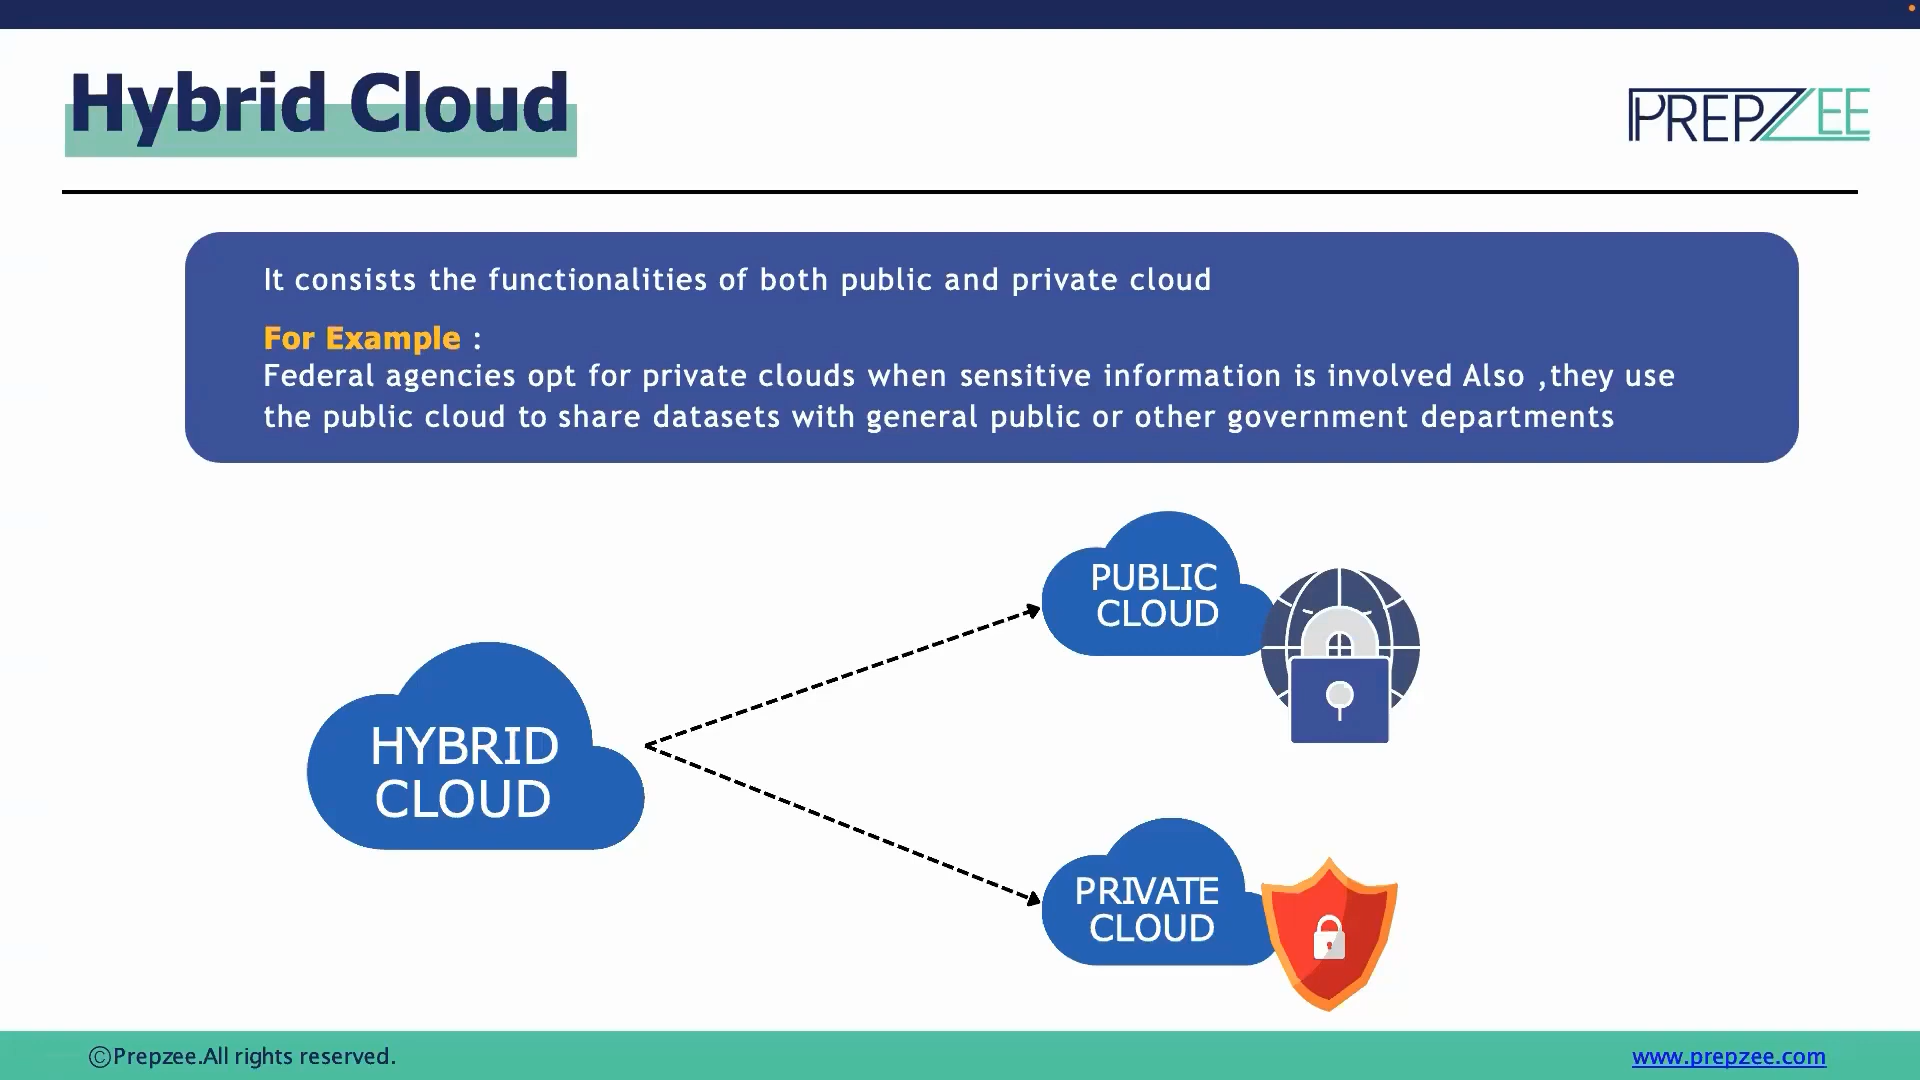 Hybrid Cloud
PREPZEE
It consists the functionalities of both public and private cloud
For Example :
Federal agencies opt for private clouds when sensitive information is involved Also ,they use
the public cloud to share datasets with general public or other government departments
PUBLIC
CLOUD
HYBRID
CLOUD
PRIVATE
CLOUD
©Prepzee.All rights reserved.
www.prepzee.com